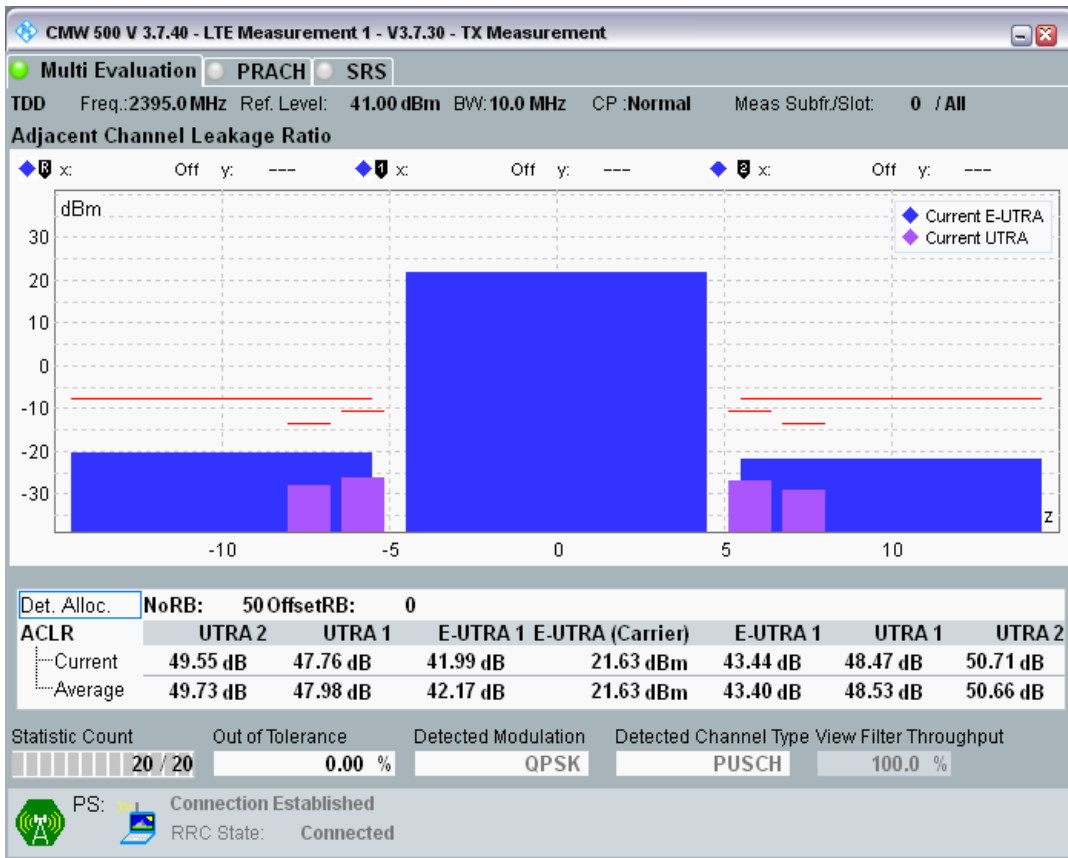 CMW 500 V 3.7.40 - LTE Measurement 1 - V3.7.30 - TX Measurement
Multi Evaluation PRACH SRS
TDD Freq.:2395.0 MHz Ref. Level: 41.00 dBm BW:10.0 MHz CP :Normal Meas Subfr./Slot: 0 / All
Adjacent Channel Leakage Ratio
R x: Off y: --- 1 x: Off y: --- 2 x: Off y: ---
dBm
Current E-UTRA
Current UTRA
30
20
10
0
-10
-20
-30
z
-10 -5 0 5 10
Det. Alloc. NoRB: 50 OffsetRB: 0
ACLR UTRA 2 UTRA 1 E-UTRA 1 E-UTRA (Carrier) E-UTRA 1 UTRA 1 UTRA 2
Current 49.55 dB 47.76 dB 41.99 dB 21.63 dBm 43.44 dB 48.47 dB 50.71 dB
Average 49.73 dB 47.98 dB 42.17 dB 21.63 dBm 43.40 dB 48.53 dB 50.66 dB
Statistic Count Out of Tolerance Detected Modulation Detected Channel Type View Filter Throughput
20 / 20 0.00 % QPSK PUSCH 100.0 %
PS: Connection Established
RRC State: Connected